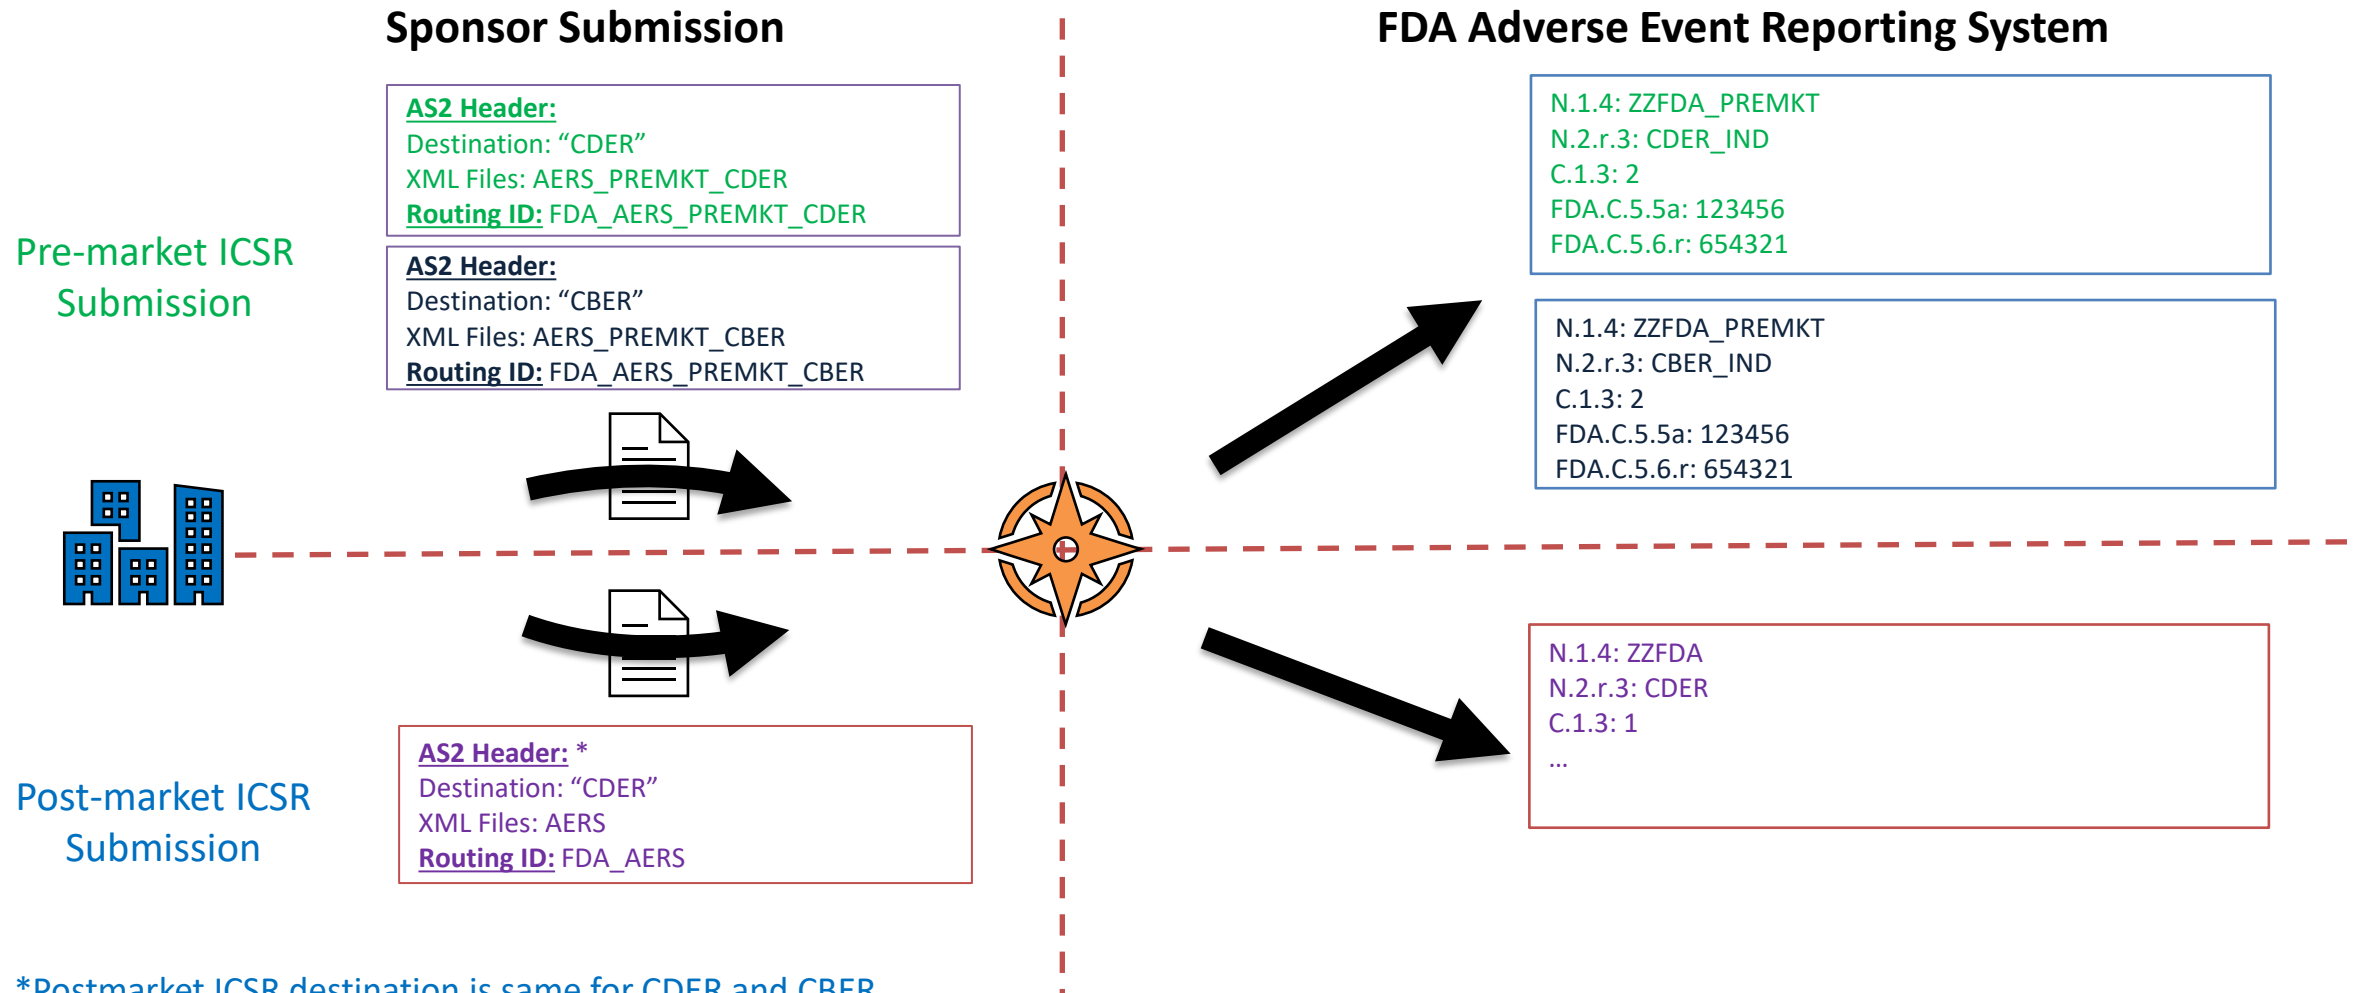 Sponsor Submission
FDA Adverse Event Reporting System
Pre-market ICSR
Submission
AS2 Header:
Destination: “CDER”
XML Files: AERS_PREMKT_CDER
Routing ID: FDA_AERS_PREMKT_CDER
AS2 Header:
Destination: “CBER”
XML Files: AERS_PREMKT_CBER
Routing ID: FDA_AERS_PREMKT_CBER
N.1.4: ZZFDA_PREMKT
N.2.r.3: CDER_IND
C.1.3: 2
FDA.C.5.5a: 123456
FDA.C.5.6.r: 654321
N.1.4: ZZFDA_PREMKT
N.2.r.3: CBER_IND
C.1.3: 2
FDA.C.5.5a: 123456
FDA.C.5.6.r: 654321
Post-market ICSR
Submission
AS2 Header: *
Destination: “CDER”
XML Files: AERS
Routing ID: FDA_AERS
N.1.4: ZZFDA
N.2.r.3: CDER
C.1.3: 1
…
*Postmarket ICSR destination is same for CDER and CBER